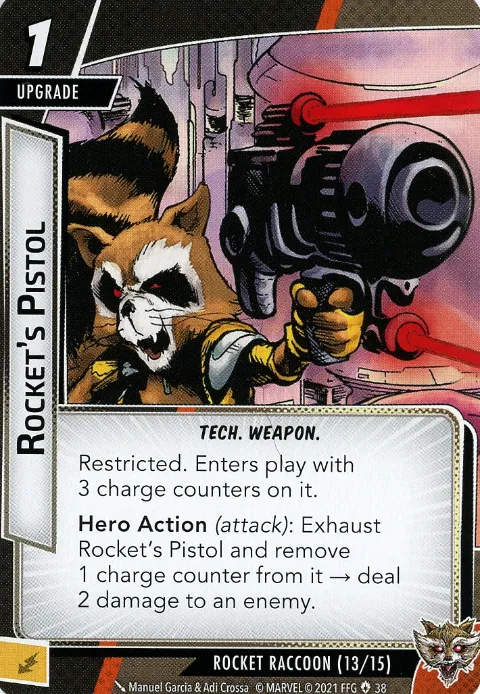 1
UPGRADE
ROCKET'S PISTOL
TECH. WEAPON.
Restricted. Enters play with
3 charge counters on it.
Hero Action (attack): Exhaust
Rocket's Pistol and remove
1 charge counter from it → deal
2 damage to an enemy.
ROCKET RACCOON (13/15)
Manuel Garcia & Adi Crossa © MARVEL © 2021 FFG 38